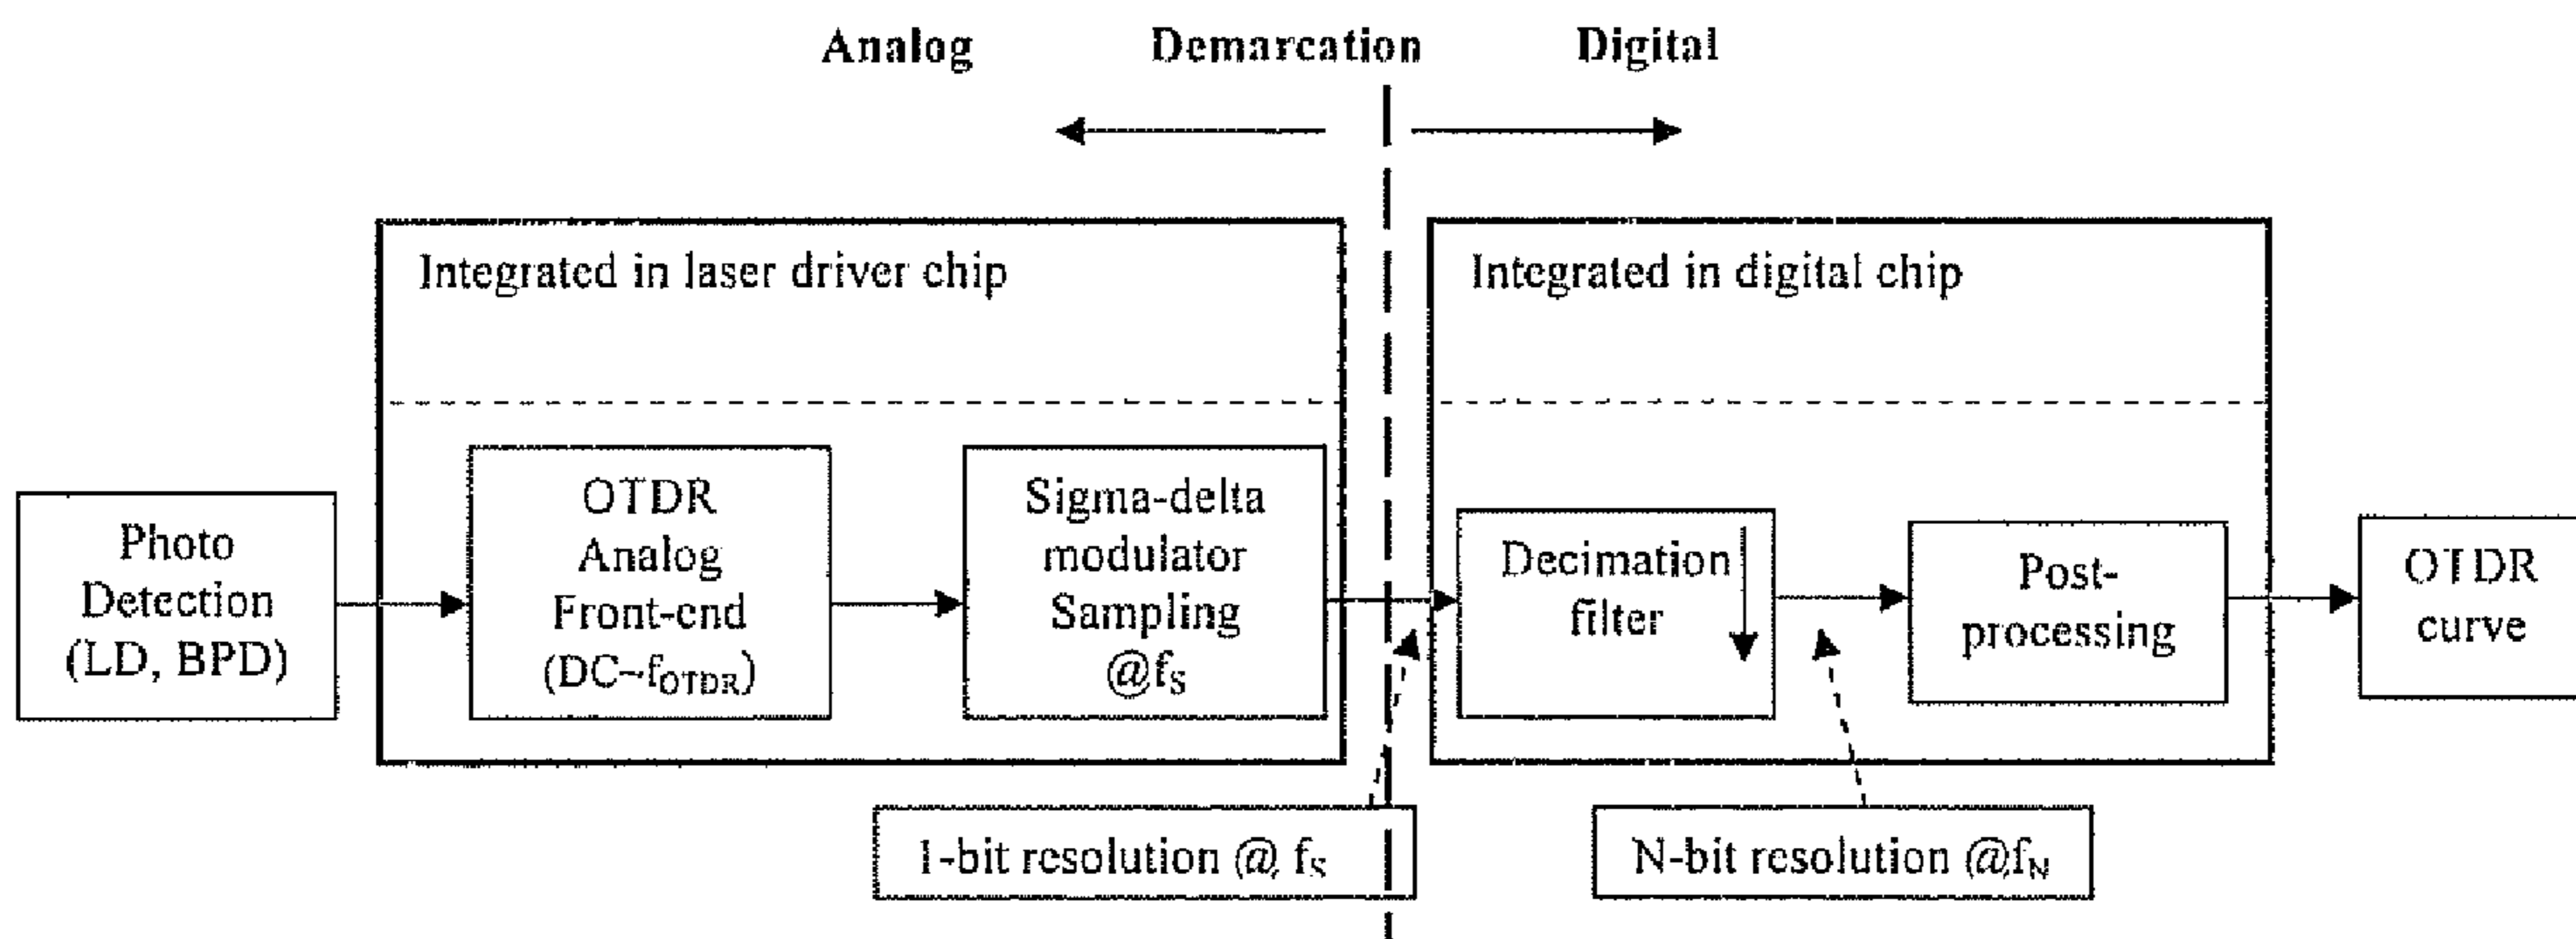 Analog Demarcation Digital
Integrated in laser driver chip
Integrated in digital chip
Photo
Detection
(LD, BPD)
OTDR
Analog
Front-end
(DC~fOTDR)
Sigma-delta
modulator
Sampling
@fS
Decimation
filter
Post-
processing
OTDR
curve
1-bit resolution @ fS
N-bit resolution @fN